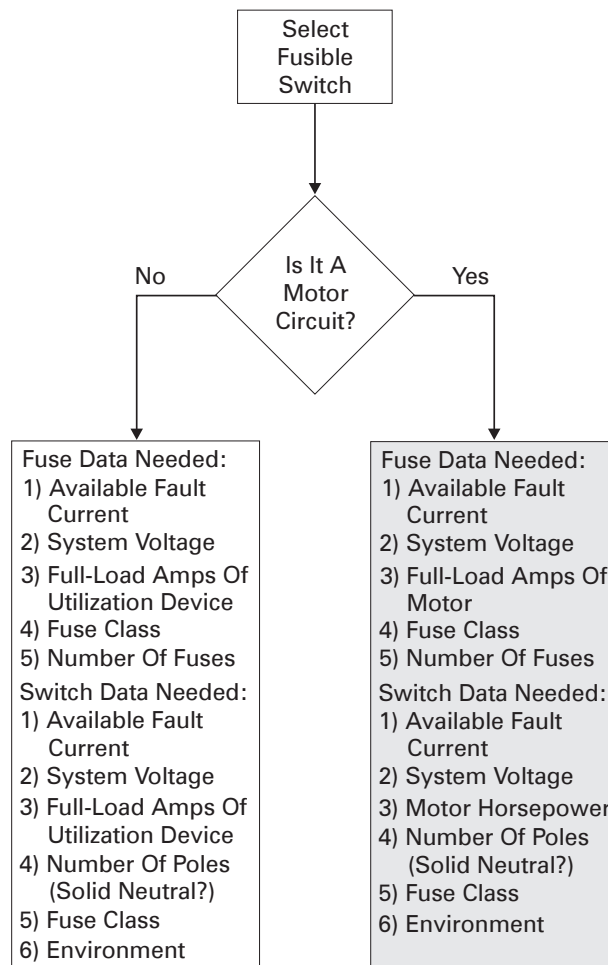 Select
Fusible
Switch
Is It A
Motor
Circuit?
No
Yes
Fuse Data Needed:
1) Available Fault
Current
2) System Voltage
3) Full-Load Amps Of
Utilization Device
4) Fuse Class
5) Number Of Fuses
Switch Data Needed:
1) Available Fault
Current
2) System Voltage
3) Full-Load Amps Of
Utilization Device
4) Number Of Poles
(Solid Neutral?)
5) Fuse Class
6) Environment
Fuse Data Needed:
1) Available Fault
Current
2) System Voltage
3) Full-Load Amps Of
Motor
4) Fuse Class
5) Number Of Fuses
Switch Data Needed:
1) Available Fault
Current
2) System Voltage
3) Motor Horsepower
4) Number Of Poles
(Solid Neutral?)
5) Fuse Class
6) Environment